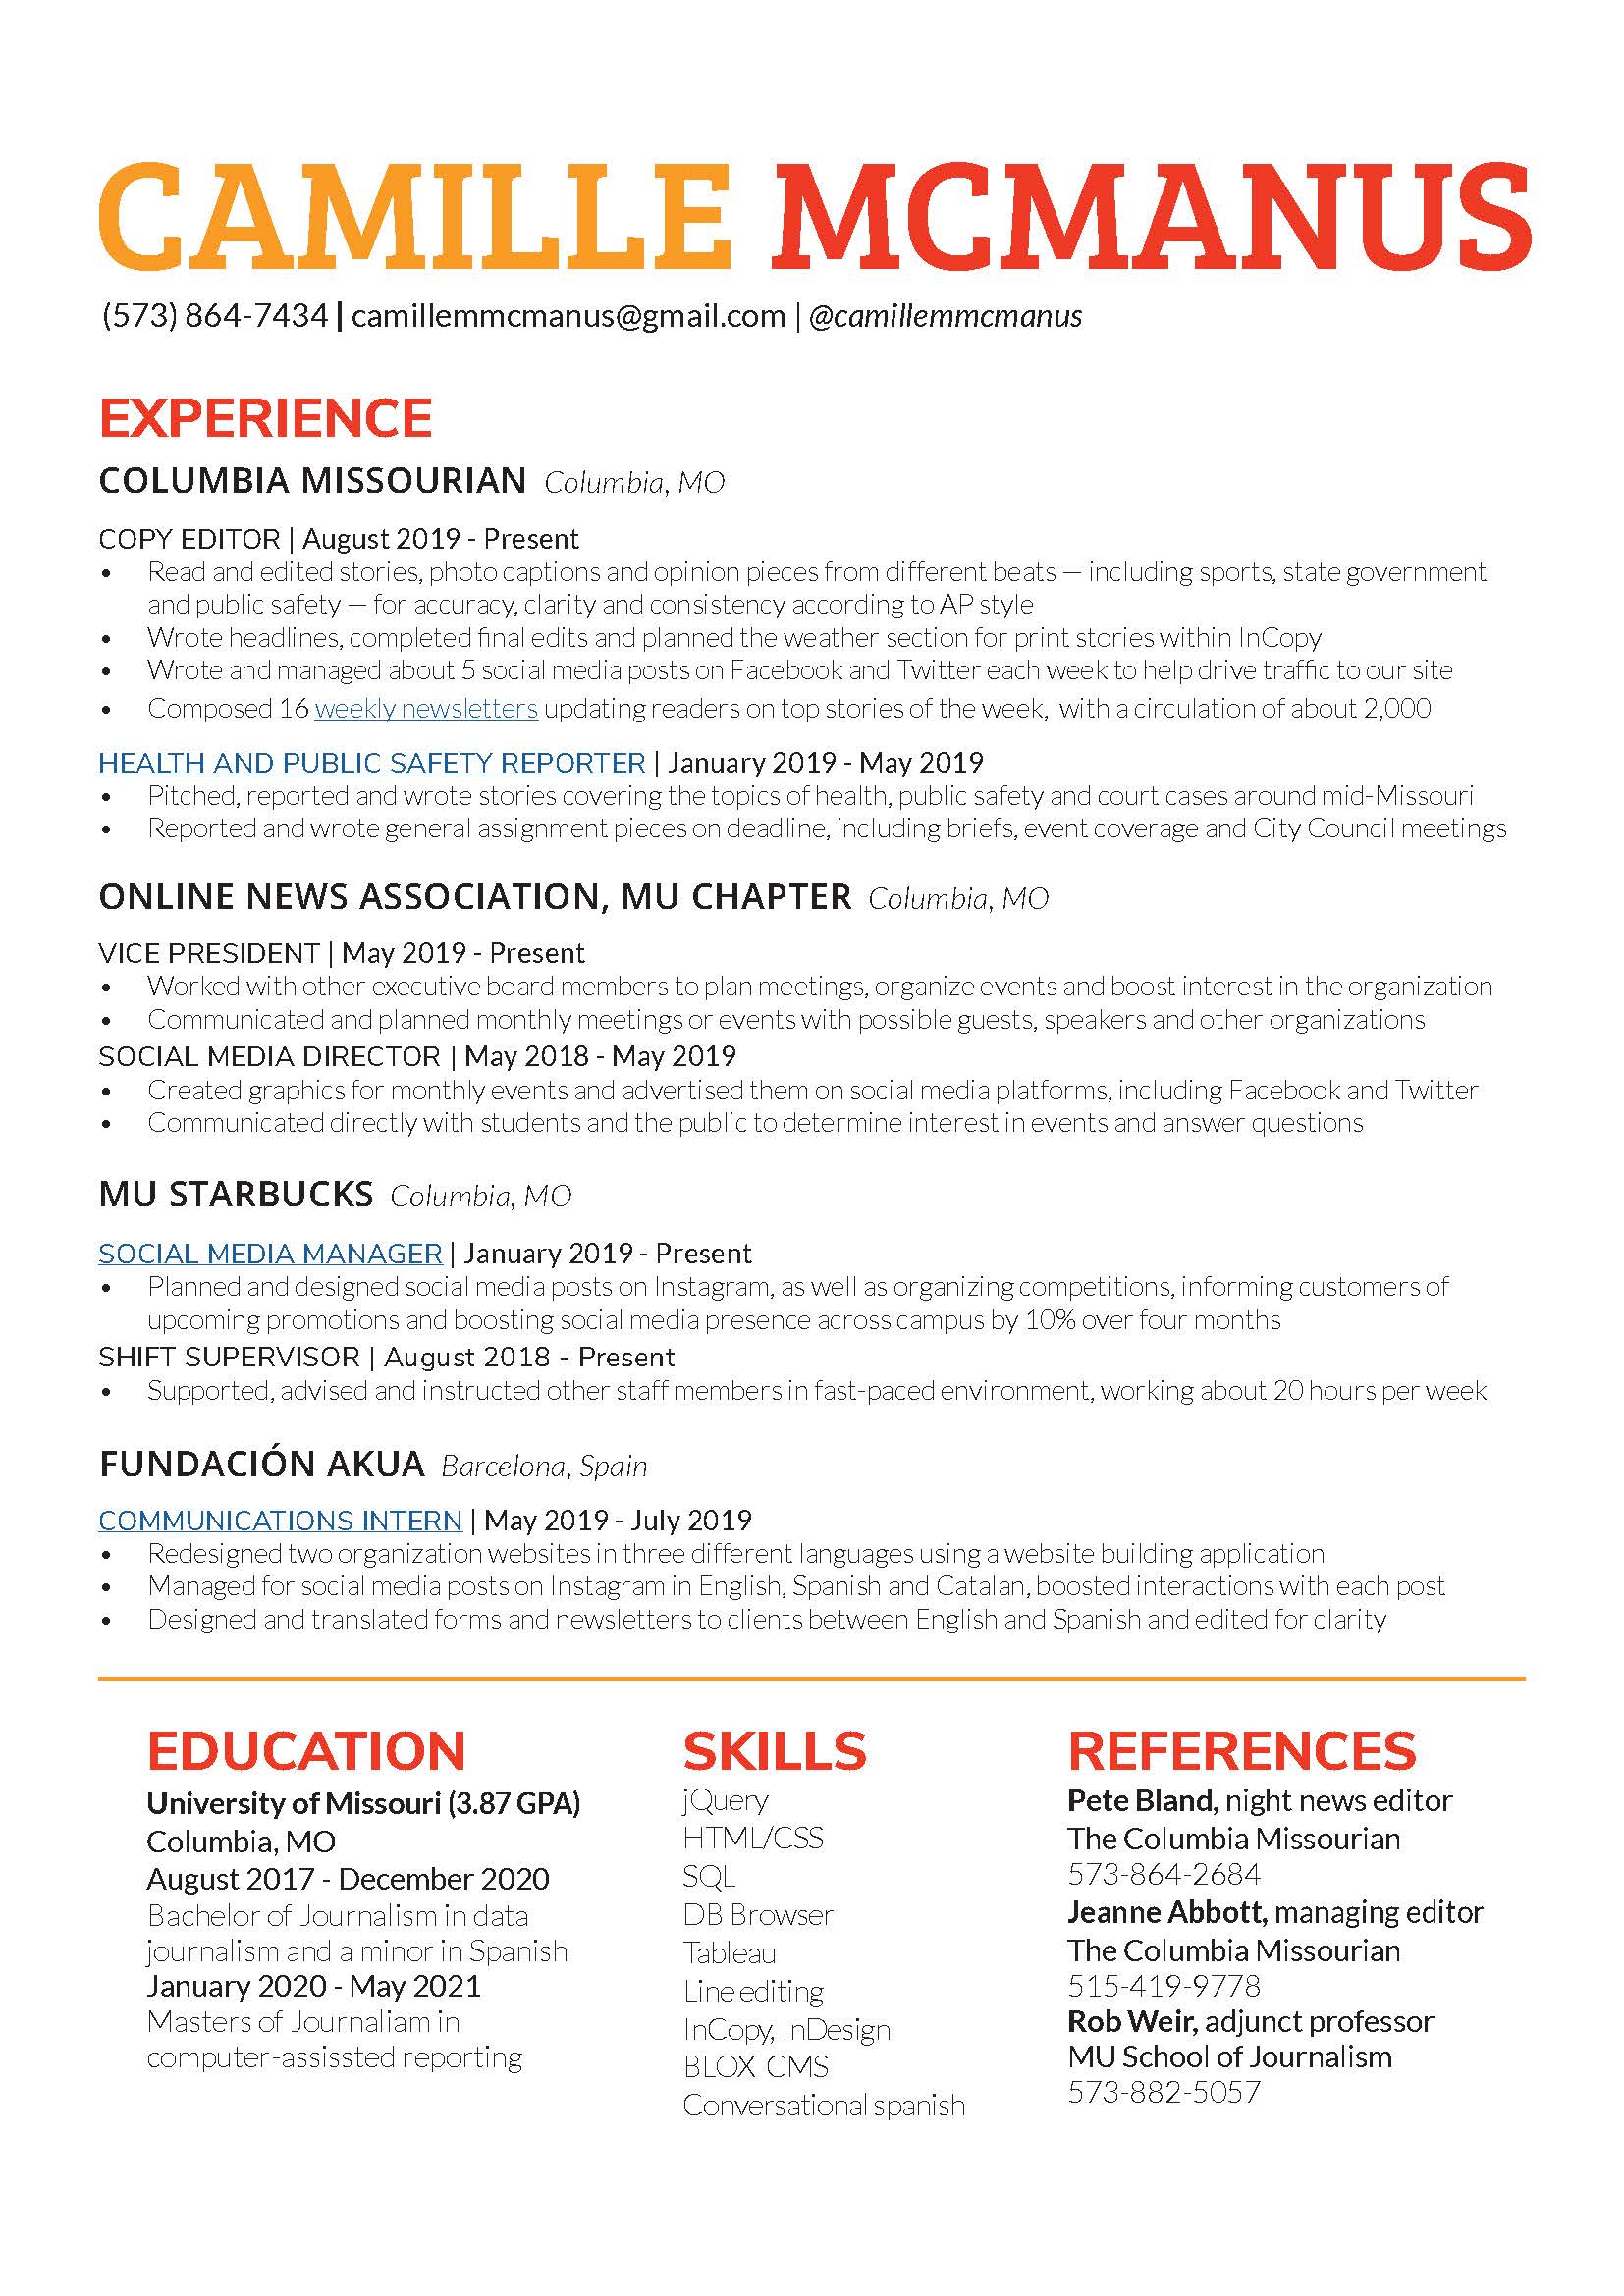 CAMILLE MCMANUS
(573) 864-7434 | camillemmcmanus@gmail.com | @camillemmcmanus
EXPERIENCE
COLUMBIA MISSOURIAN Columbia, MO
COPY EDITOR | August 2019 - Present
• Read and edited stories, photo captions and opinion pieces from different beats — including sports, state government
and public safety — for accuracy, clarity and consistency according to AP style
• Wrote headlines, completed final edits and planned the weather section for print stories within InCopy
• Wrote and managed about 5 social media posts on Facebook and Twitter each week to help drive traffic to our site
• Composed 16 weekly newsletters updating readers on top stories of the week, with a circulation of about 2,000
HEALTH AND PUBLIC SAFETY REPORTER | January 2019 - May 2019
• Pitched, reported and wrote stories covering the topics of health, public safety and court cases around mid-Missouri
• Reported and wrote general assignment pieces on deadline, including briefs, event coverage and City Council meetings
ONLINE NEWS ASSOCIATION, MU CHAPTER Columbia, MO
VICE PRESIDENT | May 2019 - Present
• Worked with other executive board members to plan meetings, organize events and boost interest in the organization
• Communicated and planned monthly meetings or events with possible guests, speakers and other organizations
SOCIAL MEDIA DIRECTOR | May 2018 - May 2019
• Created graphics for monthly events and advertised them on social media platforms, including Facebook and Twitter
• Communicated directly with students and the public to determine interest in events and answer questions
MU STARBUCKS Columbia, MO
SOCIAL MEDIA MANAGER | January 2019 - Present
• Planned and designed social media posts on Instagram, as well as organizing competitions, informing customers of
upcoming promotions and boosting social media presence across campus by 10% over four months
SHIFT SUPERVISOR | August 2018 - Present
• Supported, advised and instructed other staff members in fast-paced environment, working about 20 hours per week
FUNDACIÓN AKUA Barcelona, Spain
COMMUNICATIONS INTERN | May 2019 - July 2019
• Redesigned two organization websites in three different languages using a website building application
• Managed for social media posts on Instagram in English, Spanish and Catalan, boosted interactions with each post
• Designed and translated forms and newsletters to clients between English and Spanish and edited for clarity
EDUCATION
University of Missouri (3.87 GPA)
Columbia, MO
August 2017 - December 2020
Bachelor of Journalism in data
journalism and a minor in Spanish
January 2020 - May 2021
Masters of Journaliam in
computer-assissted reporting
SKILLS
jQuery
HTML/CSS
SQL
DB Browser
Tableau
Line editing
InCopy, InDesign
BLOX CMS
Conversational spanish
REFERENCES
Pete Bland, night news editor
The Columbia Missourian
573-864-2684
Jeanne Abbott, managing editor
The Columbia Missourian
515-419-9778
Rob Weir, adjunct professor
MU School of Journalism
573-882-5057